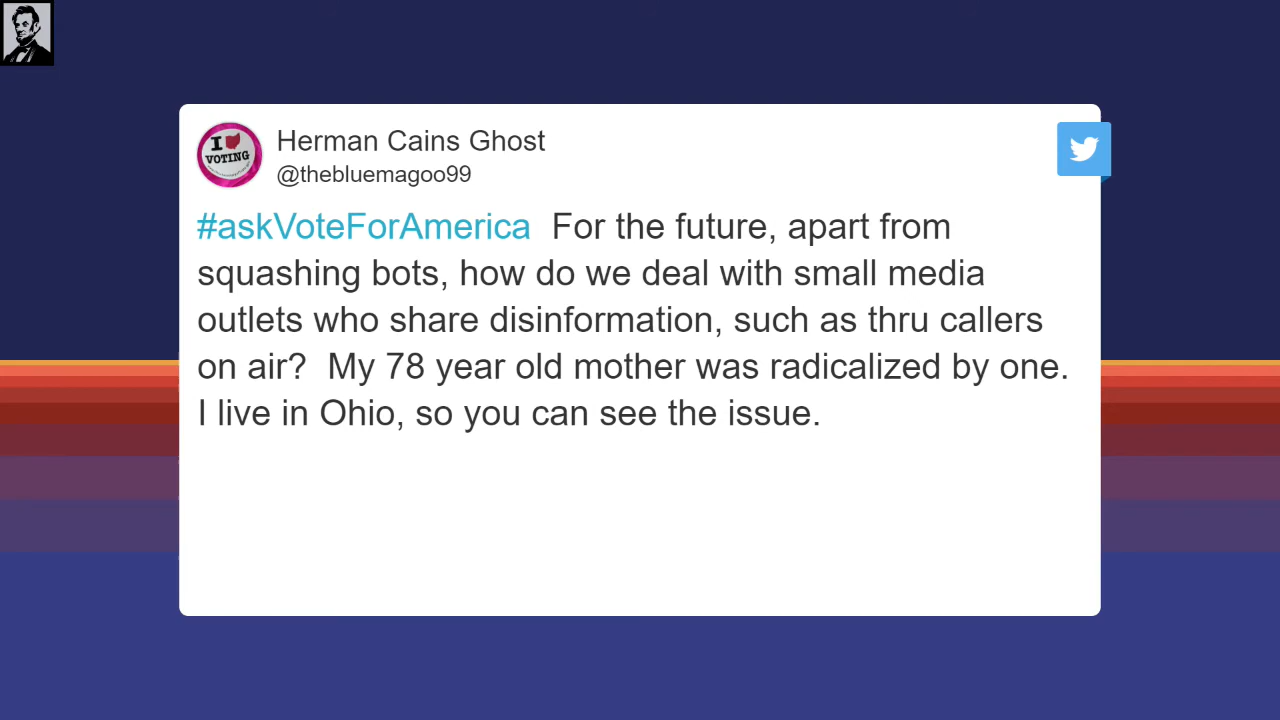 Herman Cains Ghost
@thebluemagoo99
I
VOTING
#askVoteForAmerica  For the future, apart from
squashing bots, how do we deal with small media
outlets who share disinformation, such as thru callers
on air?  My 78 year old mother was radicalized by one.
I live in Ohio, so you can see the issue.